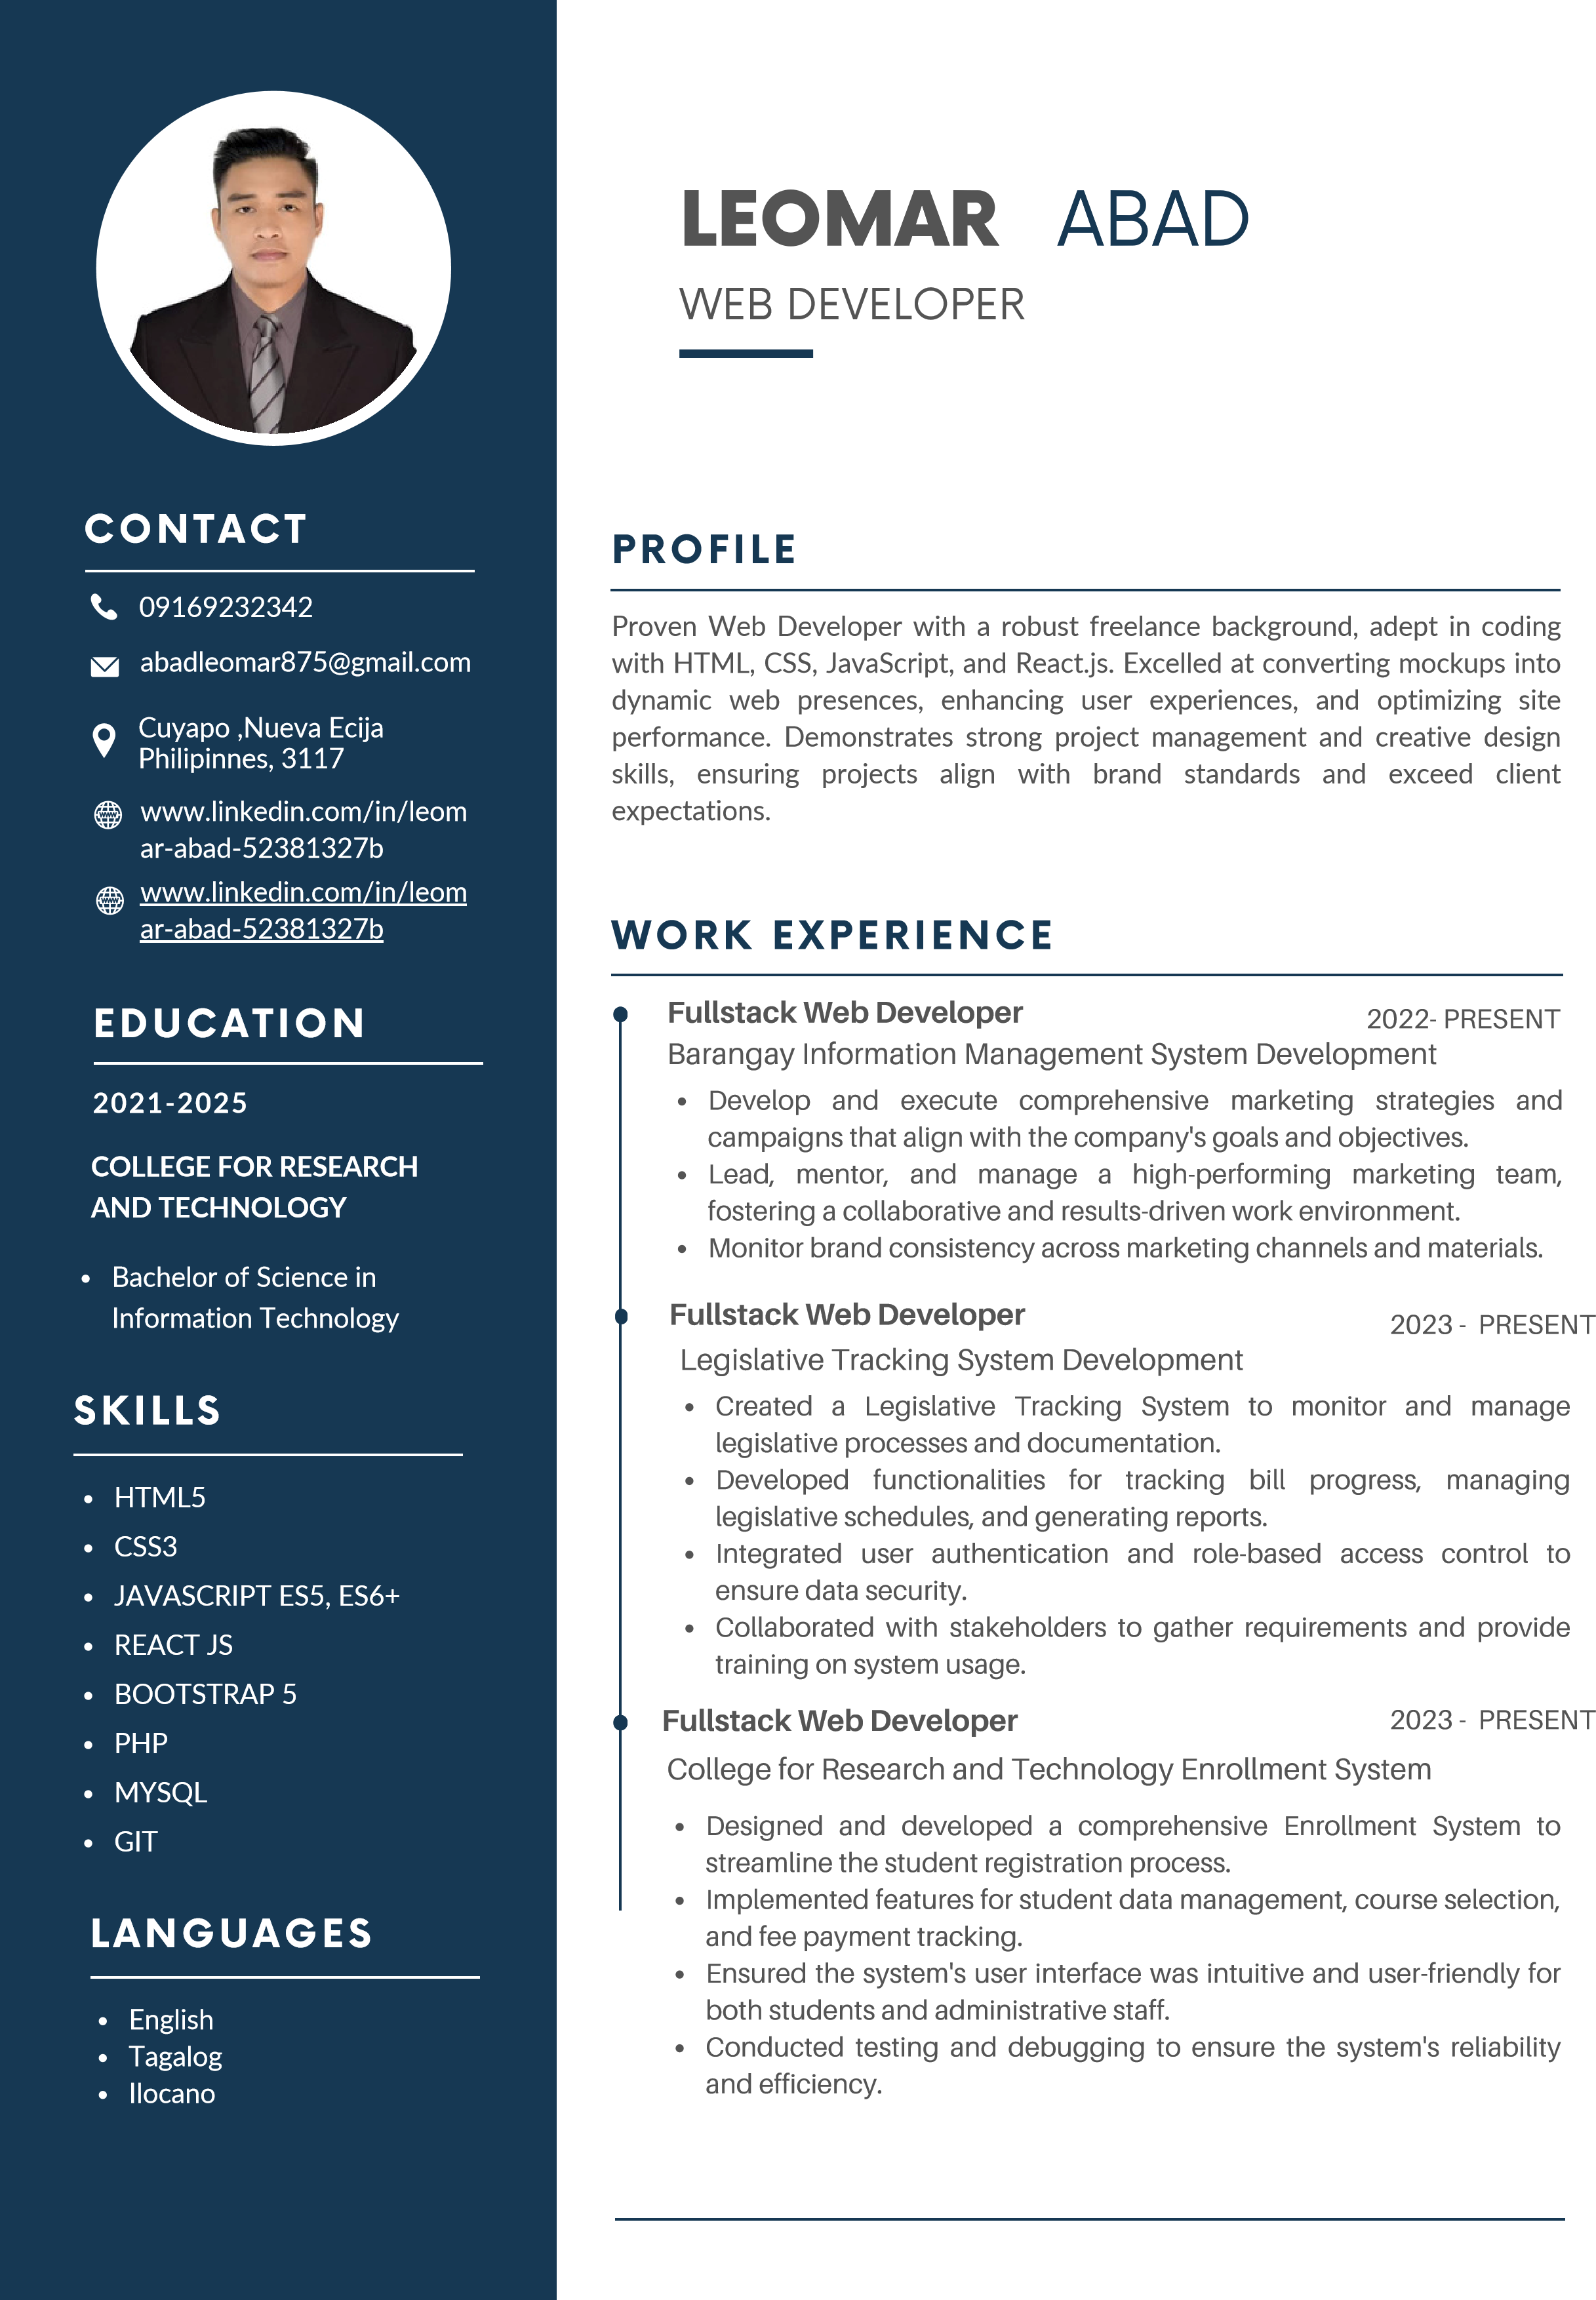 LEOMAR ABAD
WEB DEVELOPER
CONTACT
09169232342
abadleomar875@gmail.com
Cuyapo ,Nueva Ecija
Philipinnes, 3117
www.linkedin.com/in/leom
ar-abad-52381327b
www.linkedin.com/in/leom
ar-abad-52381327b
EDUCATION
2021-2025
COLLEGE FOR RESEARCH
AND TECHNOLOGY
• Bachelor of Science in
Information Technology
SKILLS
• HTML5
• CSS3
• JAVASCRIPT ES5, ES6+
• REACT JS
• BOOTSTRAP 5
• PHP
• MYSQL
• GIT
LANGUAGES
• English
• Tagalog
• Ilocano
PROFILE
Proven Web Developer with a robust freelance background, adept in coding
with HTML, CSS, JavaScript, and React.js. Excelled at converting mockups into
dynamic web presences, enhancing user experiences, and optimizing site
performance. Demonstrates strong project management and creative design
skills, ensuring projects align with brand standards and exceed client
expectations.
WORK EXPERIENCE
Fullstack Web Developer 2022- PRESENT
Barangay Information Management System Development
• Develop and execute comprehensive marketing strategies and
campaigns that align with the company's goals and objectives.
• Lead, mentor, and manage a high-performing marketing team,
fostering a collaborative and results-driven work environment.
• Monitor brand consistency across marketing channels and materials.
Fullstack Web Developer 2023 - PRESENT
Legislative Tracking System Development
• Created a Legislative Tracking System to monitor and manage
legislative processes and documentation.
• Developed functionalities for tracking bill progress, managing
legislative schedules, and generating reports.
• Integrated user authentication and role-based access control to
ensure data security.
• Collaborated with stakeholders to gather requirements and provide
training on system usage.
Fullstack Web Developer 2023 - PRESENT
College for Research and Technology Enrollment System
• Designed and developed a comprehensive Enrollment System to
streamline the student registration process.
• Implemented features for student data management, course selection,
and fee payment tracking.
• Ensured the system's user interface was intuitive and user-friendly for
both students and administrative staff.
• Conducted testing and debugging to ensure the system's reliability
and efficiency.